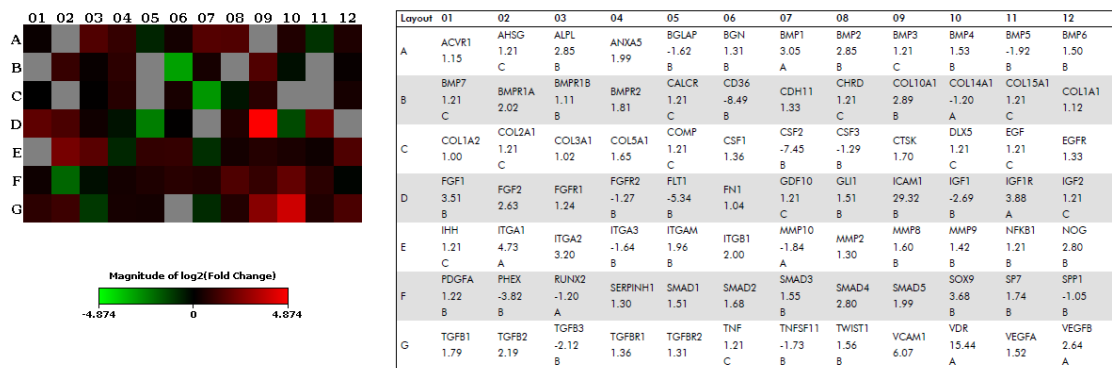 01 02 03 04 05 06 07 08 09 10 11 12
A
B
C
D
E
F
G
Magnitude of log2(Fold Change)
-4.874 0 4.874
Layout 01 02 03 04 05 06 07 08 09 10 11 12
A
ACVR1 1.15
AHSG 1.21 C
ALPL 2.85 B
ANXA5 1.99
BGLAP -1.62 B
BGN 1.31 B
BMP1 3.05 A
BMP2 2.85 B
BMP3 1.21 C
BMP4 1.53 B
BMP5 -1.92 B
BMP6 1.50 B
B
BMP7 1.21 C
BMPR1A 2.02
BMPR1B 1.11 B
BMPR2 1.81
CALCR 1.21 C
CD36 -8.49 B
CDH11 1.33
CHRD 1.21 C
COL10A1 2.89 B
COL14A1 -1.20 A
COL15A1 1.21 C
COL1A1 1.12
C
COL1A2 1.00
COL2A1 1.21 C
COL3A1 1.02
COL5A1 1.65
COMP 1.21 C
CSF1 1.36
CSF2 -7.45 B
CSF3 -1.29 B
CTSK 1.70
DLX5 1.21 C
EGF 1.21 C
EGFR 1.33
D
FGF1 3.51 B
FGF2 2.63
FGFR1 1.24
FGFR2 -1.27 B
FLT1 -5.34 B
FN1 1.04
GDF10 1.21 C
GLI1 1.51 B
ICAM1 29.32 B
IGF1 -2.69 B
IGF1R 3.88 A
IGF2 1.21 C
E
IHH 1.21 C
ITGA1 4.73 A
ITGA2 3.20
ITGA3 -1.64 B
ITGAM 1.96 B
ITGB1 2.00
MMP10 -1.84 A
MMP2 1.30
MMP8 1.60 B
MMP9 1.42 B
NFKB1 1.21 B
NOG 2.80 B
F
PDGFA 1.22 B
PHEX -3.82 B
RUNX2 -1.20 A
SERPINH1 1.30
SMAD1 1.51
SMAD2 1.68
SMAD3 1.55 B
SMAD4 2.80
SMAD5 1.99
SOX9 3.68 B
SP7 1.74 B
SPP1 -1.05 B
G
TGFB1 1.79
TGFB2 2.19
TGFB3 -2.12 B
TGFBR1 1.36
TGFBR2 1.31
TNF 1.21 C
TNFSF11 -1.73 B
TWIST1 1.56 B
VCAM1 6.07
VDR 15.44 A
VEGFA 1.52
VEGFB 2.64 A